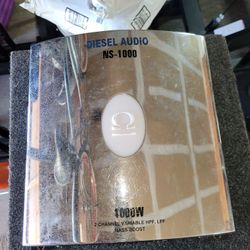 DIESEL AUDIO
NS-1000
1000W
2 CHANNEL VARIABLE HPF, LPF
BASS BOOST